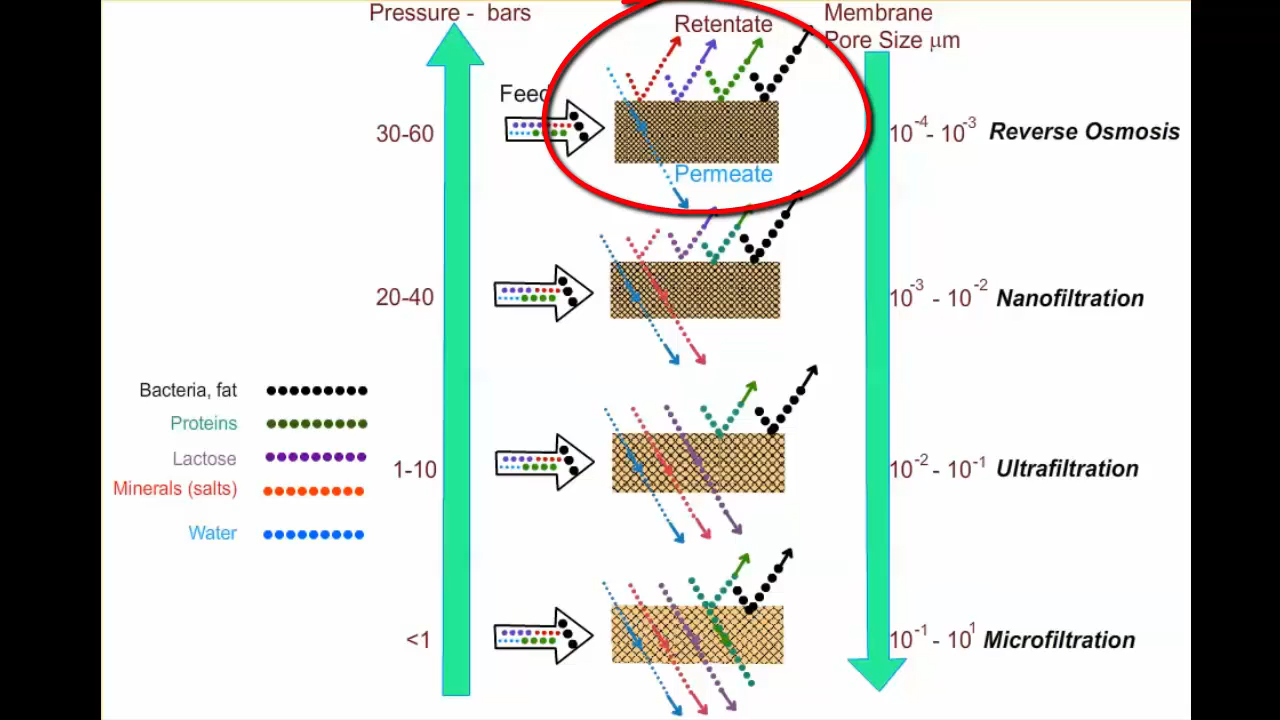 Pressure - bars
Retentate
Membrane
Pore Size µm
Feed
30-60
10-4 - 10-3 Reverse Osmosis
Permeate
20-40
10-3 - 10-2 Nanofiltration
Bacteria, fat
Proteins
Lactose
1-10
10-2 - 10-1 Ultrafiltration
Minerals (salts)
Water
<1
10-1 - 101 Microfiltration